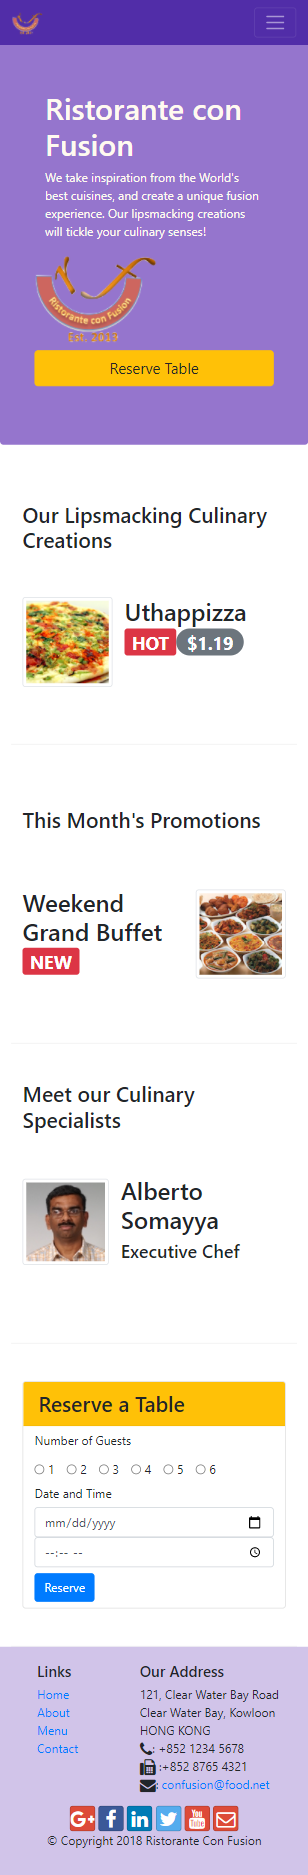 Ristorante con
Fusion
We take inspiration from the World's
best cuisines, and create a unique fusion
experience. Our lipsmacking creations
will tickle your culinary senses!
Ristorante con Fusion
Reserve Table
Our Lipsmacking Culinary
Creations
Uthappizza
HOT $1.19
This Month's Promotions
Weekend
Grand Buffet
NEW
Meet our Culinary
Specialists
Alberto
Somayya
Executive Chef
Reserve a Table
Number of Guests
1 2 3 4 5 6
Date and Time
mm/dd/yyyy
--:-- --
Reserve
Links
Home
About
Menu
Contact
Our Address
121, Clear Water Bay Road
Clear Water Bay, Kowloon
HONG KONG
: +852 1234 5678
:+852 8765 4321
: confusion@food.net
© Copyright 2018 Ristorante Con Fusion